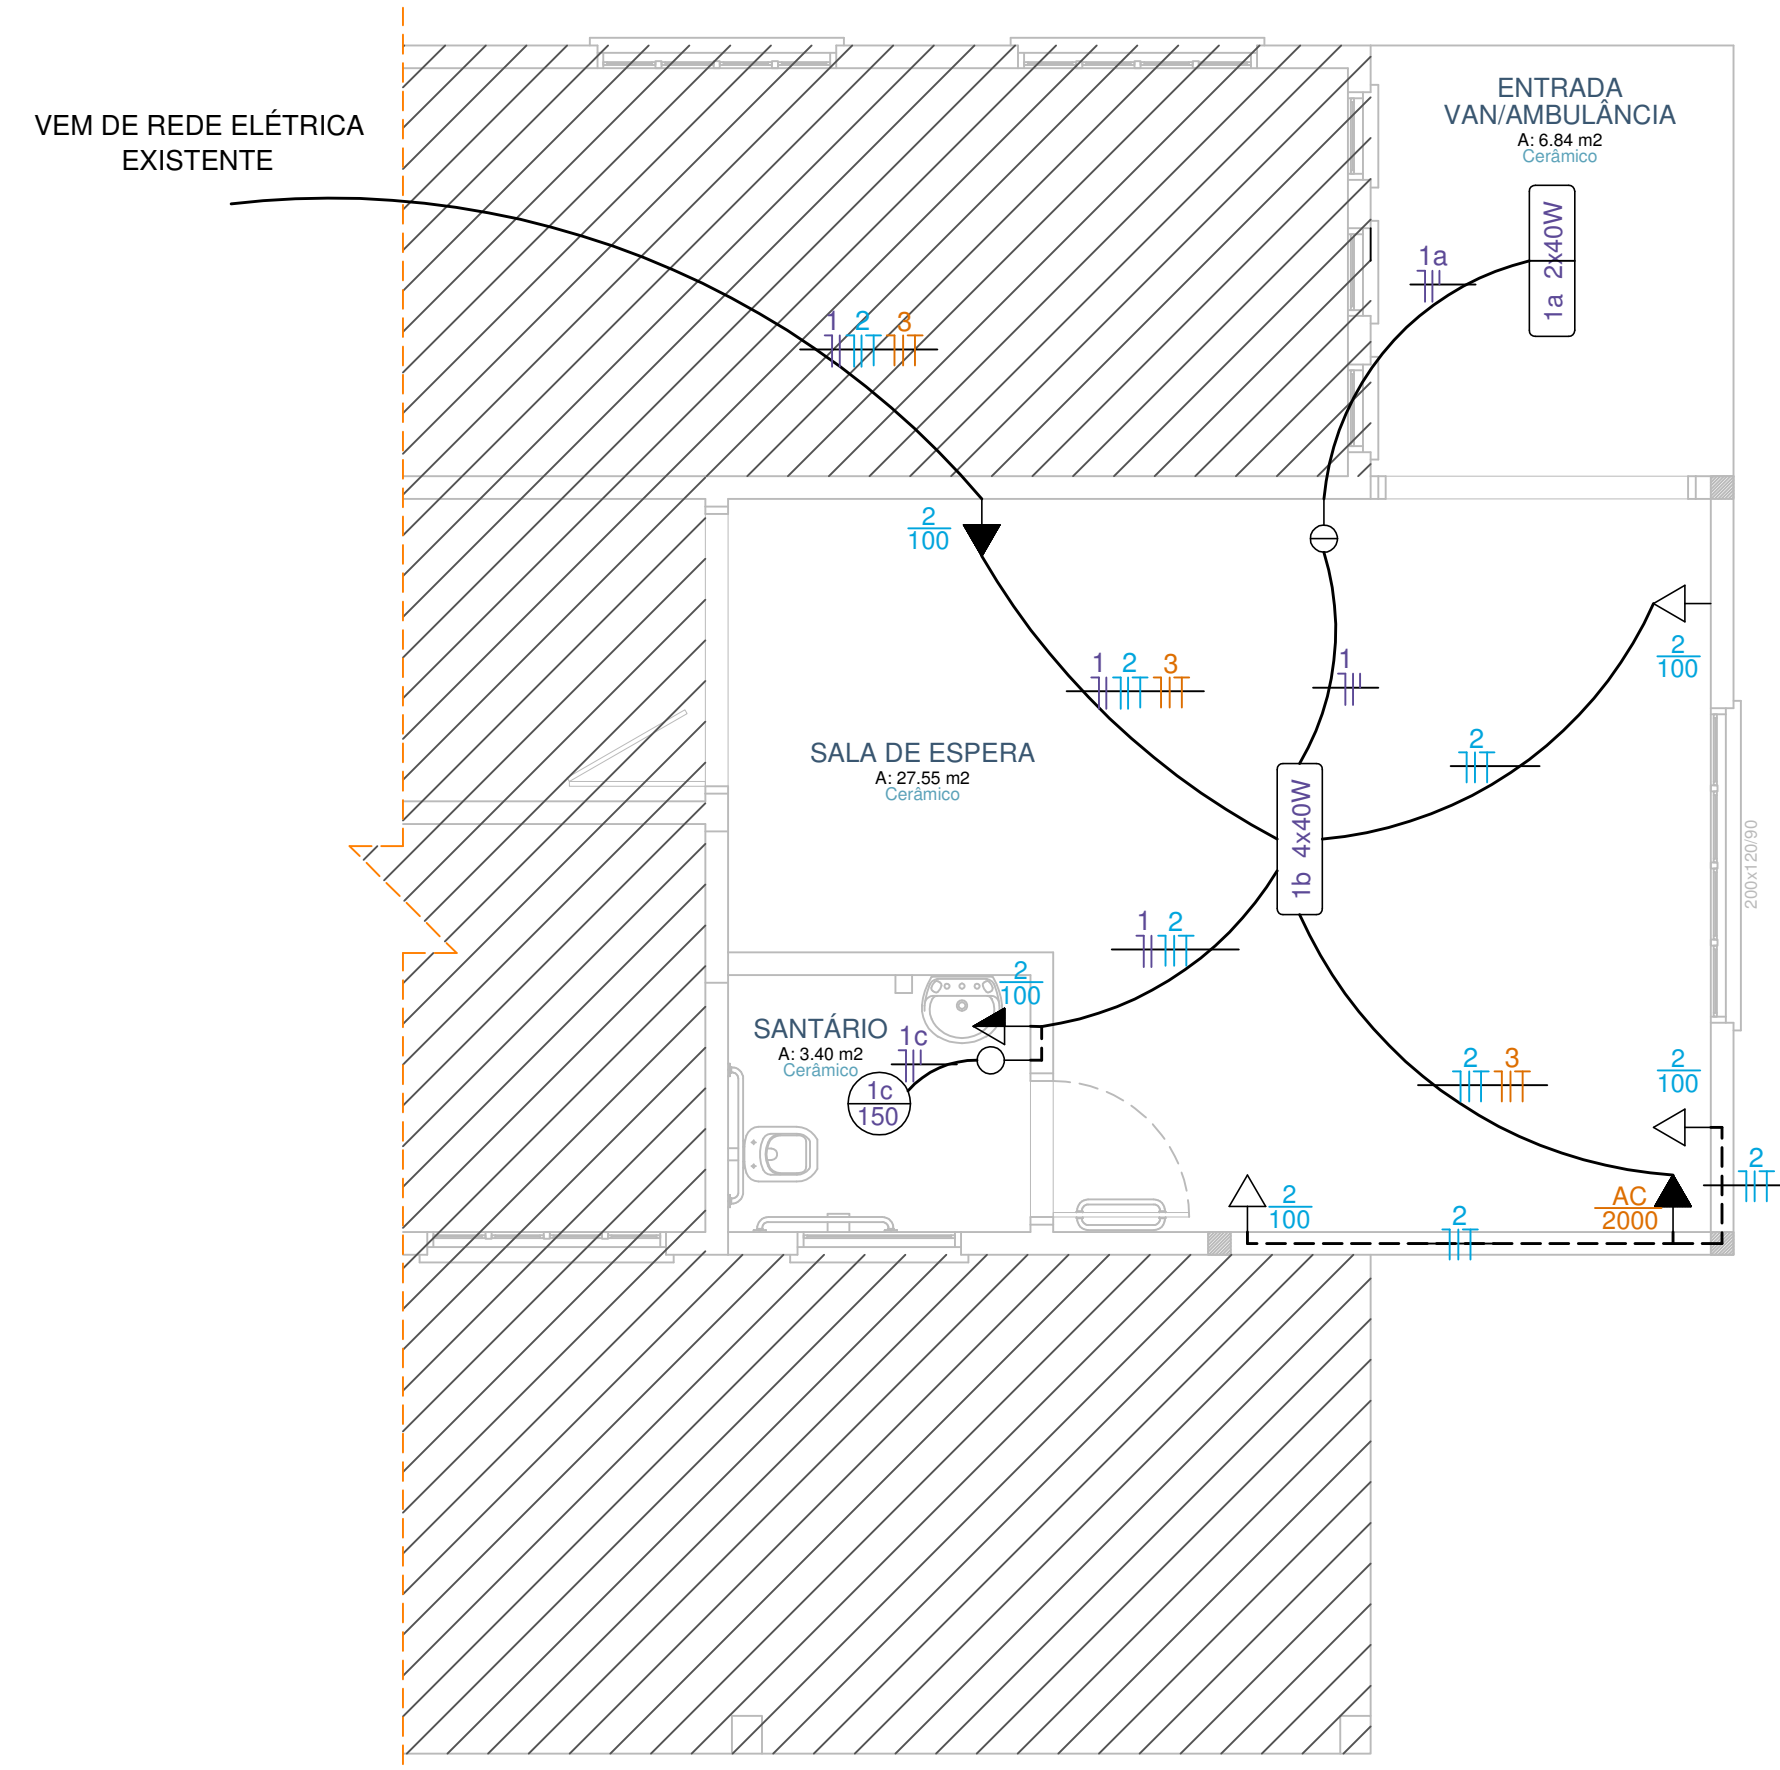 VEM DE REDE ELÉTRICA
EXISTENTE
ENTRADA
VAN/AMBULÂNCIA
A: 6.84 m2
Cerâmico
1a 2x40W
1a
1 2 3
2
100
2
100
1 2 3
1
2
SALA DE ESPERA
A: 27.55 m2
Cerâmico
1b 4x40W
200x120/90
1 2
2
100
SANTÁRIO
A: 3.40 m2
Cerâmico
1c
1c
150
2 3
2
100
2
2
100
2
AC
2000